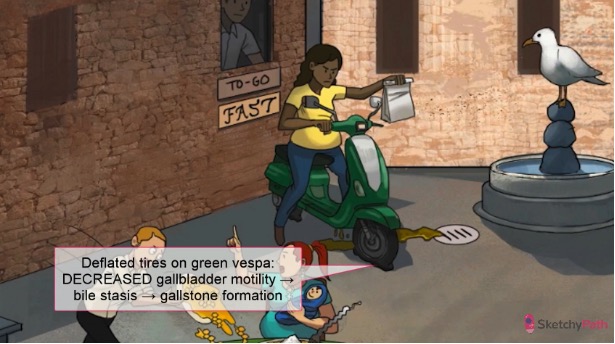 TO-GO
FAST
Deflated tires on green vespa:
DECREASED gallbladder motility →
bile stasis → gallstone formation
SketchyPath